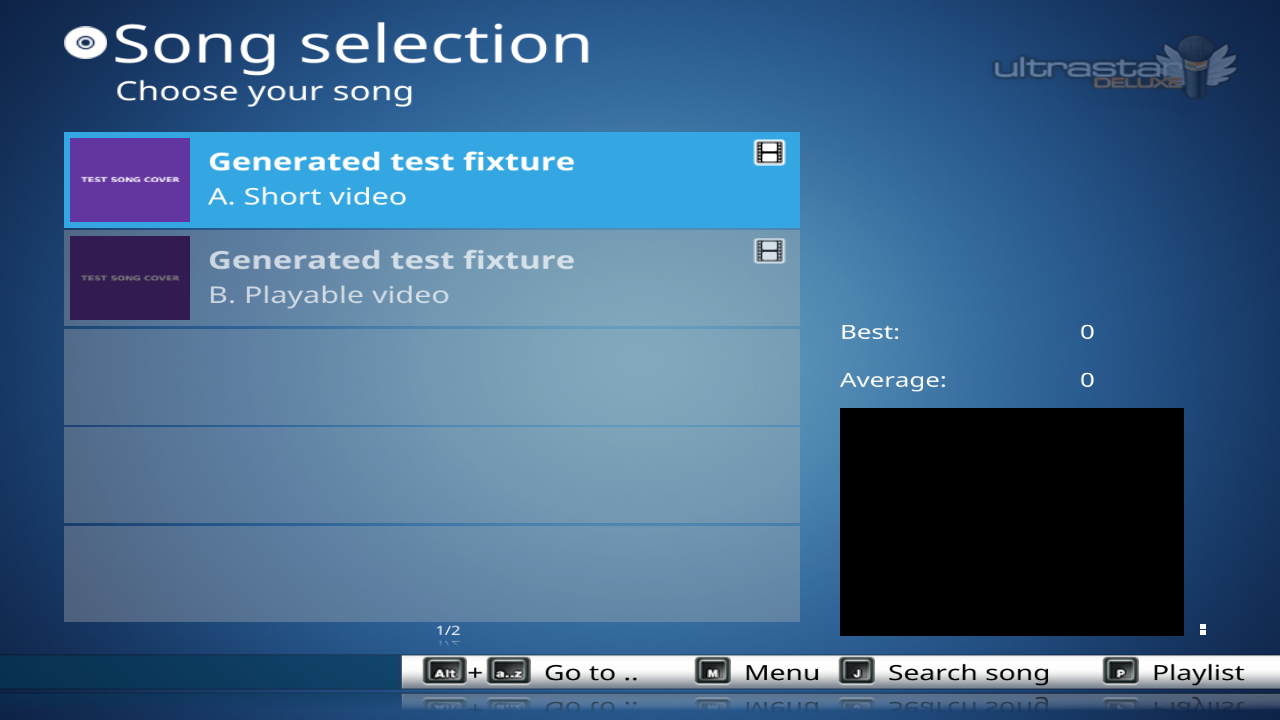 Song selection
Choose your song
ultrastar
DELUXE
TEST SONG COVER
Generated test fixture
A. Short video
TEST SONG COVER
Generated test fixture
B. Playable video
Best: 0
Average: 0
1/2
Alt + a..z Go to .. M Menu J Search song P Playlist